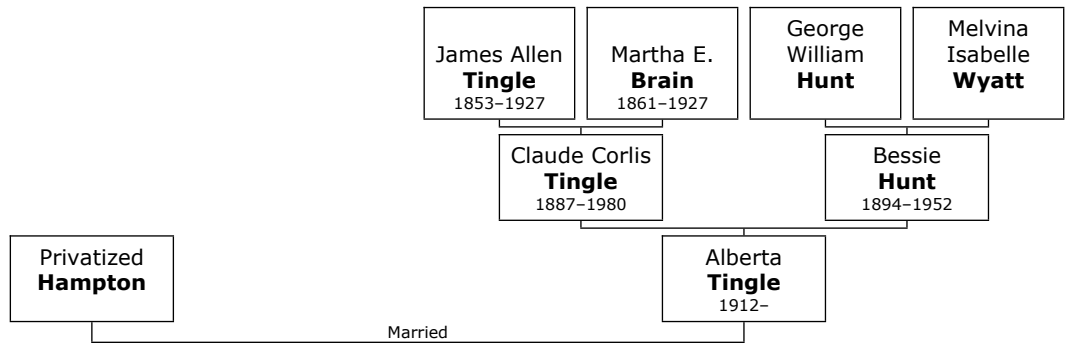 James Allen
Tingle
1853–1927
Martha E.
Brain
1861–1927
George
William
Hunt
Melvina
Isabelle
Wyatt
Claude Corlis
Tingle
1887–1980
Bessie
Hunt
1894–1952
Privatized
Hampton
Alberta
Tingle
1912–
Married